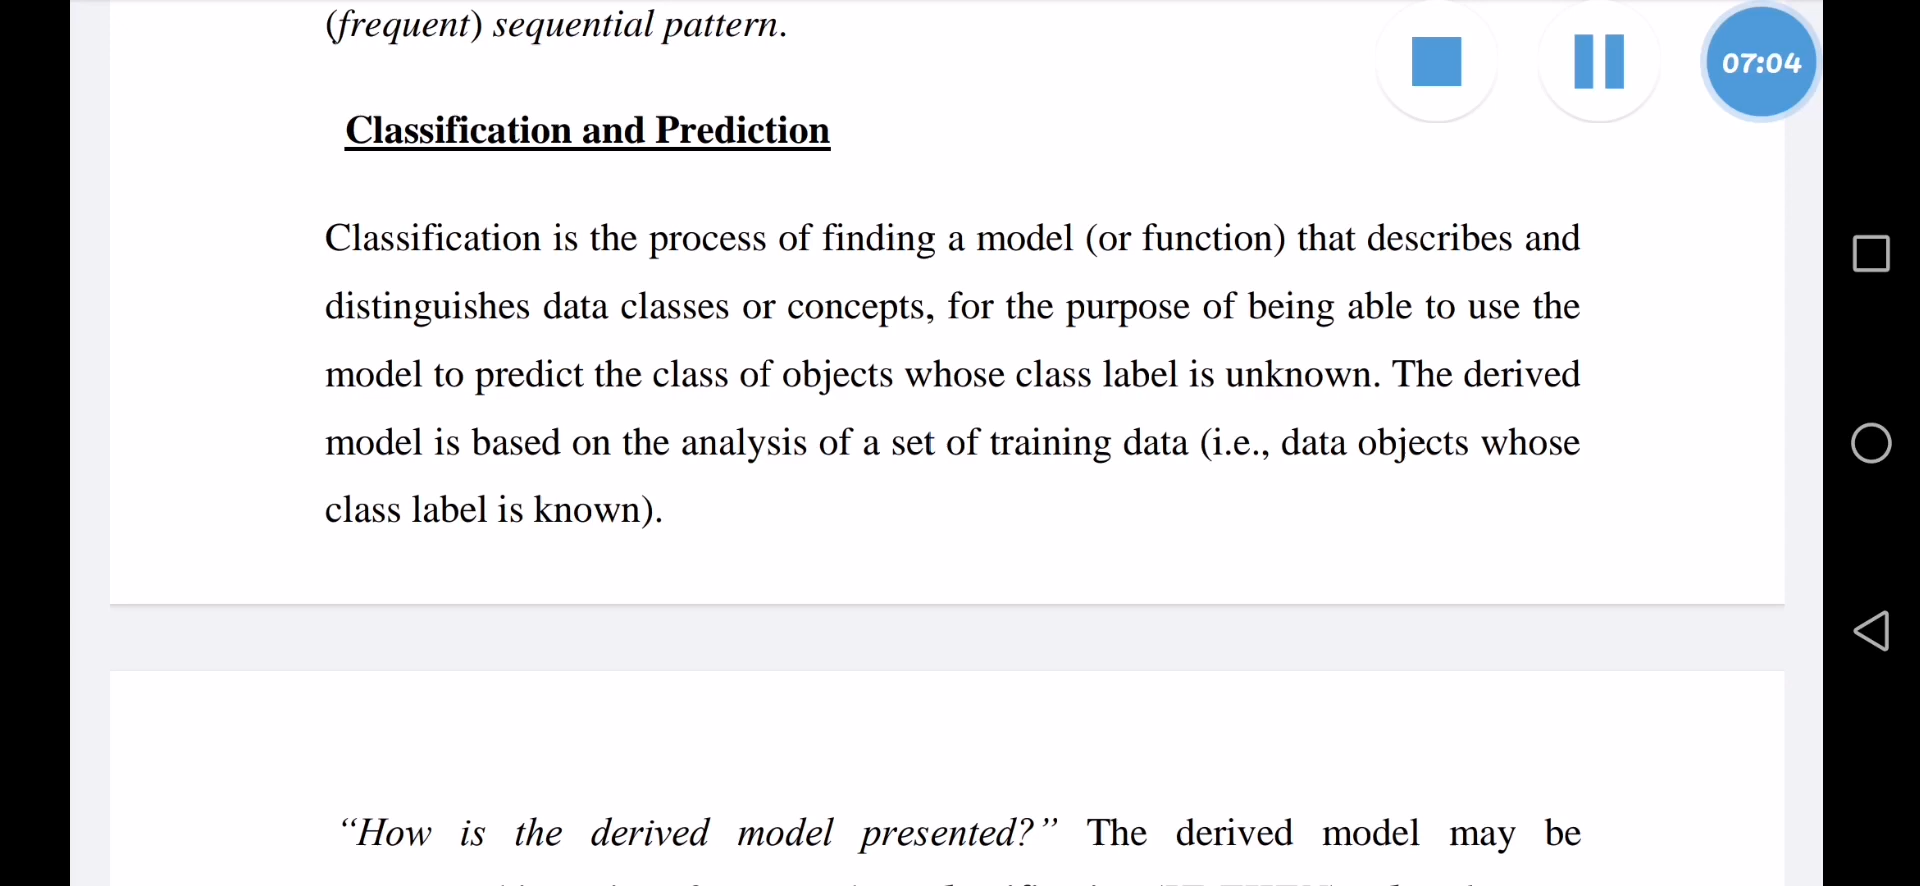 (frequent) sequential pattern.
07:04
Classification and Prediction
Classification is the process of finding a model (or function) that describes and
distinguishes data classes or concepts, for the purpose of being able to use the
model to predict the class of objects whose class label is unknown. The derived
model is based on the analysis of a set of training data (i.e., data objects whose
class label is known).
“How is the derived model presented?” The derived model may be